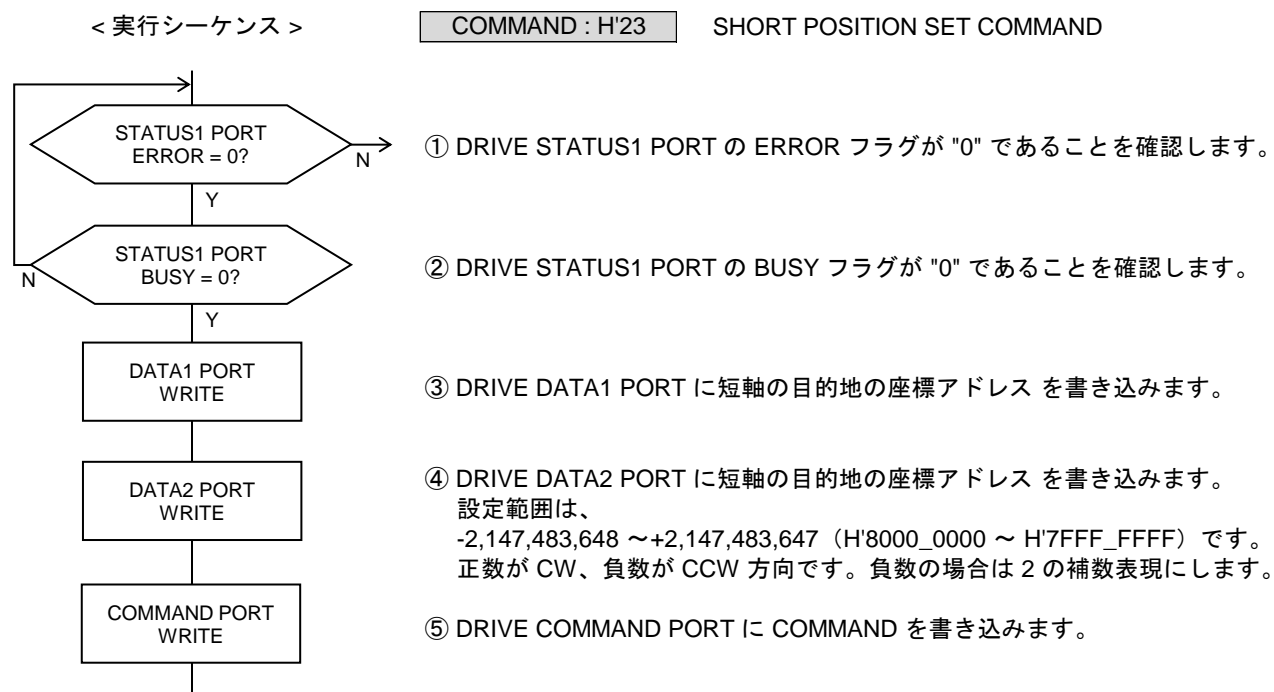 < 実行シーケンス >
COMMAND : H'23
SHORT POSITION SET COMMAND
STATUS1 PORT
ERROR = 0?
N
Y
① DRIVE STATUS1 PORT の ERROR フラグが "0" であることを確認します。
STATUS1 PORT
BUSY = 0?
N
Y
② DRIVE STATUS1 PORT の BUSY フラグが "0" であることを確認します。
DATA1 PORT
WRITE
③ DRIVE DATA1 PORT に短軸の目的地の座標アドレス を書き込みます。
DATA2 PORT
WRITE
④ DRIVE DATA2 PORT に短軸の目的地の座標アドレス を書き込みます。
設定範囲は、
-2,147,483,648 ～+2,147,483,647（H'8000_0000 ～ H'7FFF_FFFF）です。
正数が CW、負数が CCW 方向です。負数の場合は 2 の補数表現にします。
COMMAND PORT
WRITE
⑤ DRIVE COMMAND PORT に COMMAND を書き込みます。